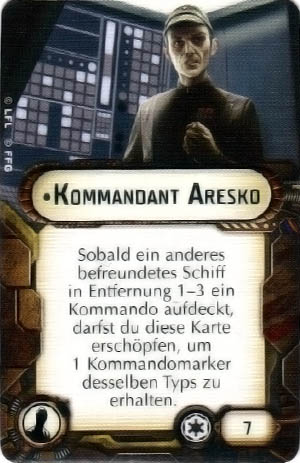 © LFL © FFG
•Kommandant Aresko
Sobald ein anderes
befreundetes Schiff
in Entfernung 1–3 ein
Kommando aufdeckt,
darfst du diese Karte
erschöpfen, um
1 Kommandomarker
desselben Typs zu
erhalten.
7